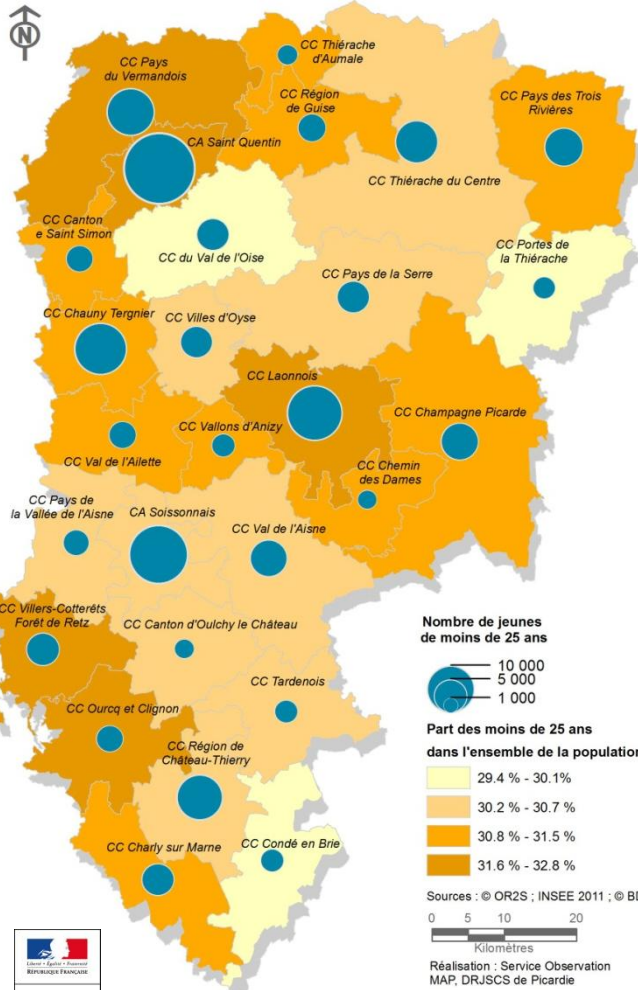 N
CC Thiérache
d'Aumale
CC Pays
du Vermandois
CC Région
de Guise
CC Pays des Trois
Rivières
CA Saint Quentin
CC Thiérache du Centre
CC Canton
e Saint Simon
CC du Val de l'Oise
CC Portes de
la Thiérache
CC Pays de la Serre
CC Chauny Tergnier
CC Villes d'Oyse
CC Laonnois
CC Champagne Picarde
CC Vallons d'Anizy
CC Val de l'Ailette
CC Chemin
des Dames
CC Pays de
la Vallée de l'Aisne
CA Soissonnais
CC Val de l'Aisne
CC Villers-Cotterêts
Forêt de Retz
CC Canton d'Oulchy le Château
CC Tardenois
CC Ourcq et Clignon
CC Région de
Château-Thierry
CC Charly sur Marne
CC Condé en Brie
Nombre de jeunes
de moins de 25 ans
10 000
5 000
1 000
Part des moins de 25 ans
dans l'ensemble de la population
29.4 % - 30.1%
30.2 % - 30.7 %
30.8 % - 31.5 %
31.6 % - 32.8 %
Sources : © OR2S ; INSEE 2011 ; ©
0 5 10 20
Kilomètres
Réalisation : Service Observation
MAP, DRJSCS de Picardie
Liberté • Égalité • Fraternité
RÉPUBLIQUE FRANÇAISE